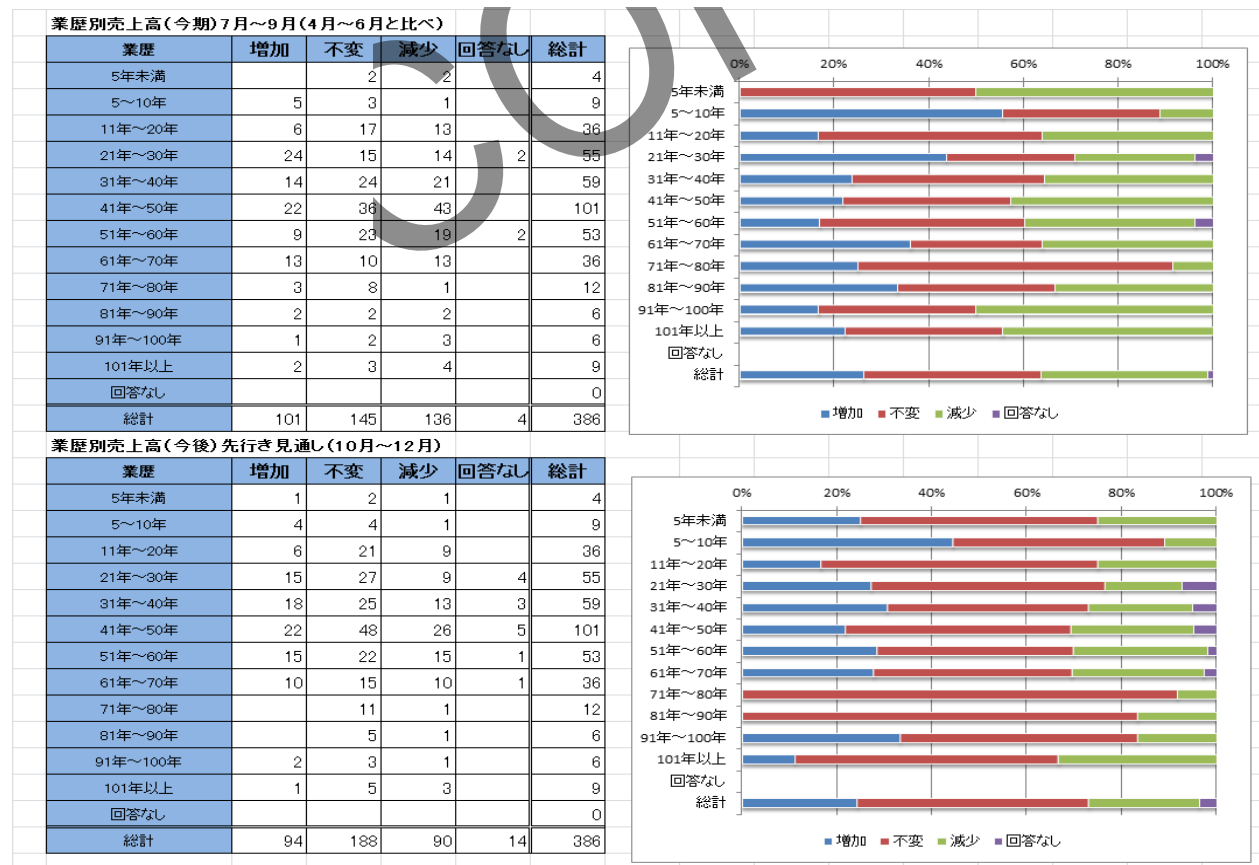 業歴別売上高(今期)7月～9月(4月～6月と比べ)
業歴 増加 不変 減少 回答なし 総計
5年未満 2 2 4
5～10年 5 3 1 9
11年～20年 6 17 13 36
21年～30年 24 15 14 2 55
31年～40年 14 24 21 59
41年～50年 22 36 43 101
51年～60年 9 23 19 2 53
61年～70年 13 10 13 36
71年～80年 3 8 1 12
81年～90年 2 2 2 6
91年～100年 1 2 3 6
101年以上 2 3 4 9
回答なし 0
総計 101 145 136 4 386
0% 20% 40% 60% 80% 100%
5年未満
5～10年
11年～20年
21年～30年
31年～40年
41年～50年
51年～60年
61年～70年
71年～80年
81年～90年
91年～100年
101年以上
回答なし
総計
増加 不変 減少 回答なし
業歴別売上高(今後)先行き見通し(10月～12月)
業歴 増加 不変 減少 回答なし 総計
5年未満 1 2 1 4
5～10年 4 4 1 9
11年～20年 6 21 9 36
21年～30年 15 27 9 4 55
31年～40年 18 25 13 3 59
41年～50年 22 48 26 5 101
51年～60年 15 22 15 1 53
61年～70年 10 15 10 1 36
71年～80年 11 1 12
81年～90年 5 1 6
91年～100年 2 3 1 6
101年以上 1 5 3 9
回答なし 0
総計 94 188 90 14 386
0% 20% 40% 60% 80% 100%
5年未満
5～10年
11年～20年
21年～30年
31年～40年
41年～50年
51年～60年
61年～70年
71年～80年
81年～90年
91年～100年
101年以上
回答なし
総計
増加 不変 減少 回答なし